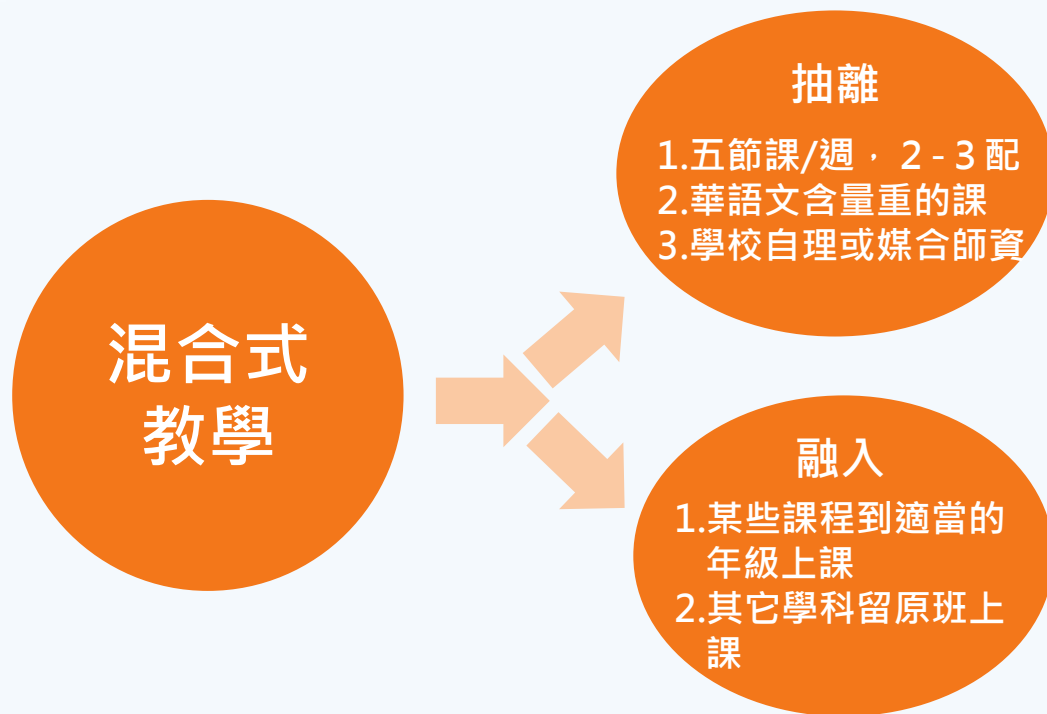 混合式
教學
抽離
1.五節課/週， 2 - 3 配
2.華語文含量重的課
3.學校自理或媒合師資
融入
1.某些課程到適當的
年級上課
2.其它學科留原班上
課